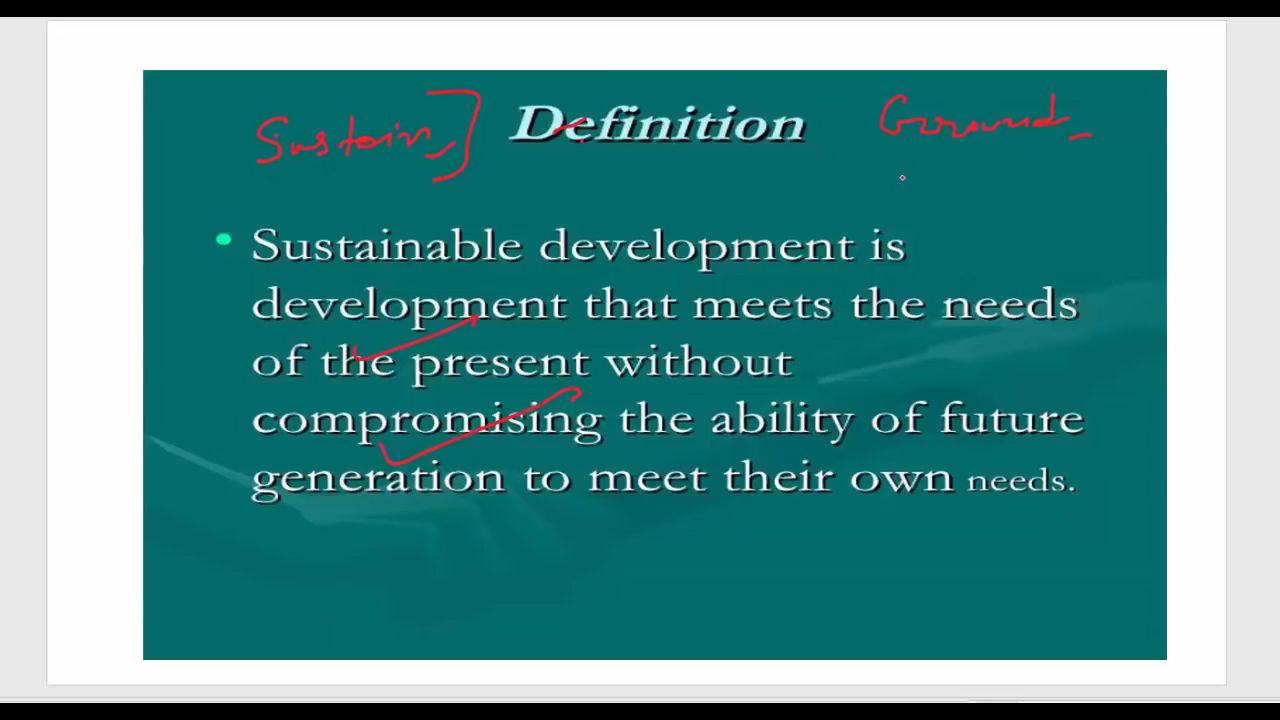 Sustain
Definition
Ground
• Sustainable development is
development that meets the needs
of the present without
compromising the ability of future
generation to meet their own needs.